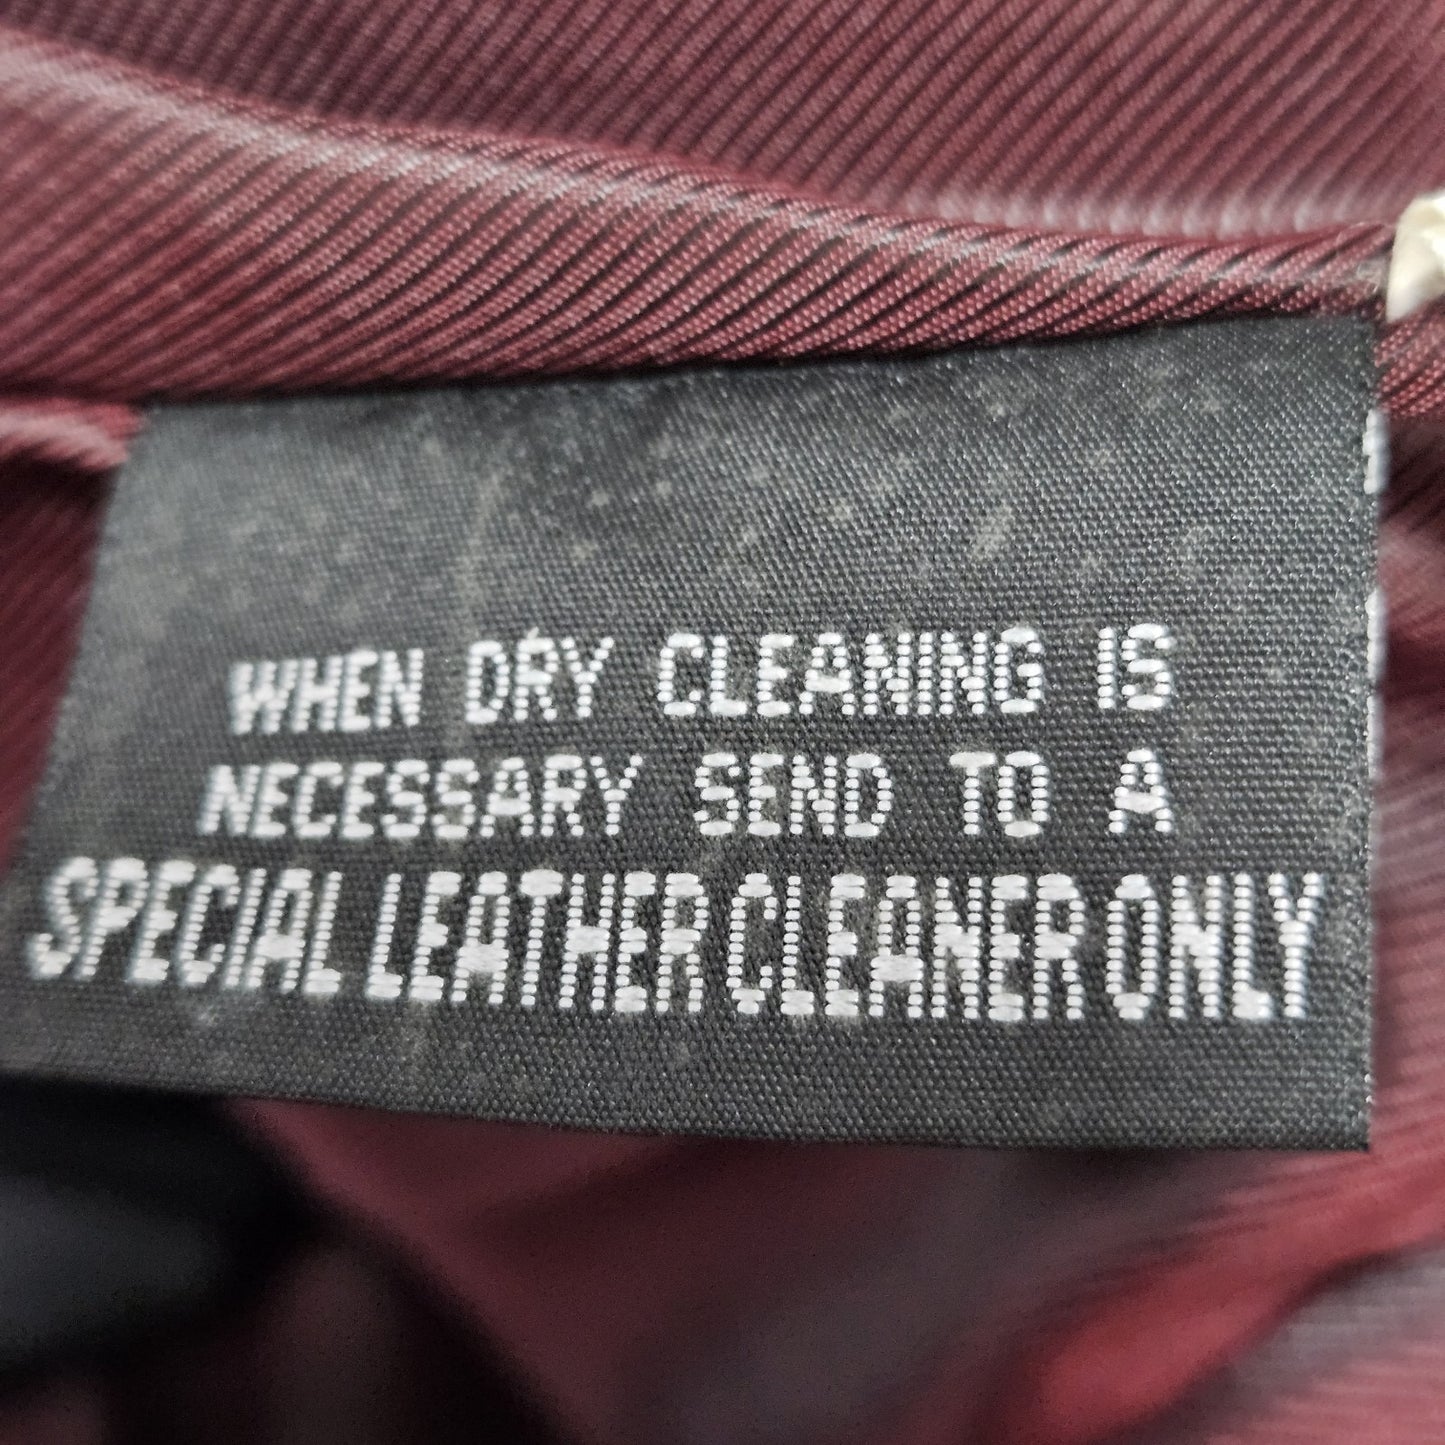 WHEN DRY CLEANING IS
NECESSARY SEND TO A
SPECIAL LEATHER CLEANER ONLY